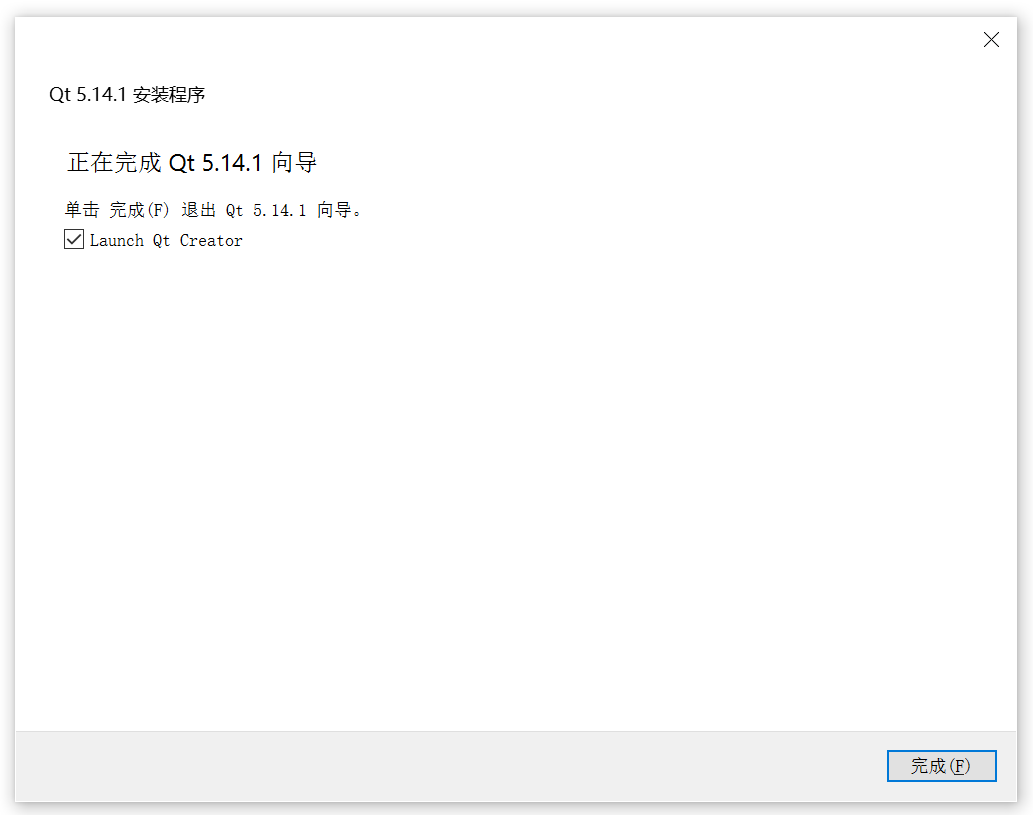 Qt 5.14.1 安装程序
正在完成 Qt 5.14.1 向导
单击 完成(F) 退出 Qt 5.14.1 向导。
Launch Qt Creator
完成(F)